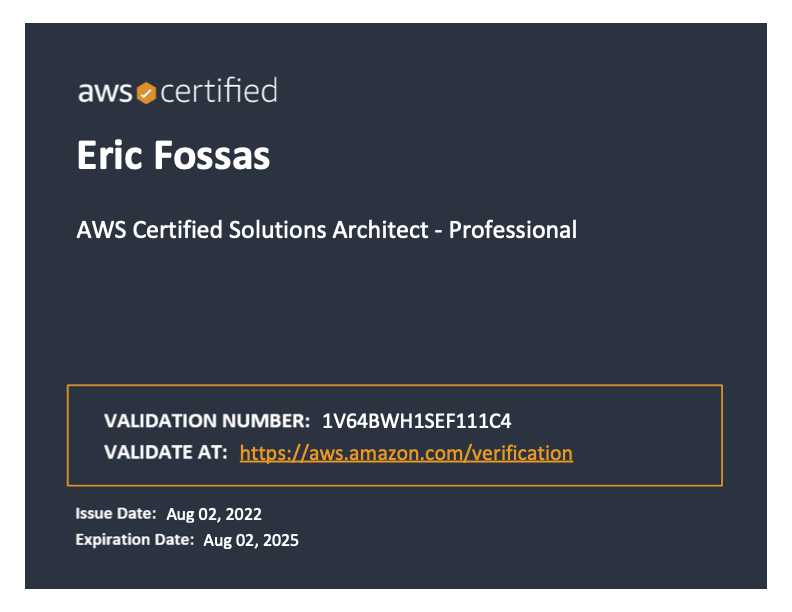 aws certified
Eric Fossas
AWS Certified Solutions Architect - Professional
VALIDATION NUMBER: 1V64BWH1SEF111C4
VALIDATE AT: https://aws.amazon.com/verification
Issue Date: Aug 02, 2022
Expiration Date: Aug 02, 2025